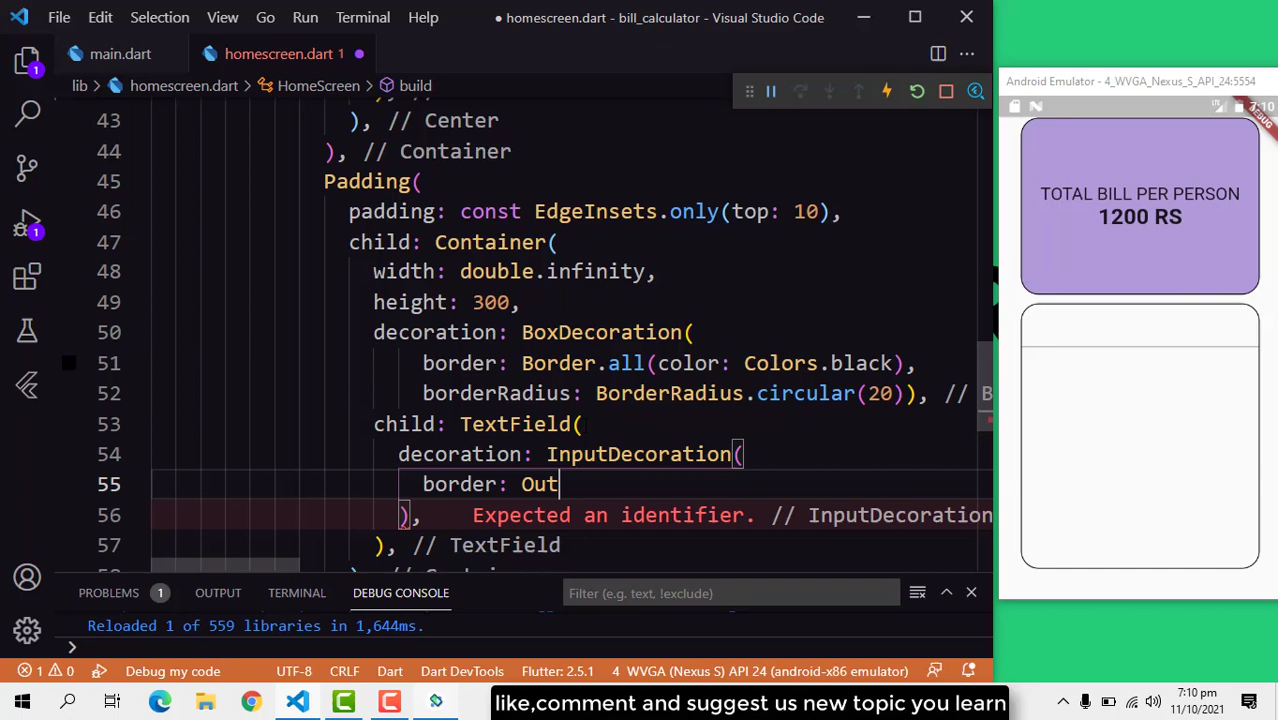 File Edit Selection View Go Run Terminal Help
● homescreen.dart - bill_calculator - Visual Studio Code
main.dart
homescreen.dart 1 ●
lib › homescreen.dart › HomeScreen › build
43 ), // Center
44 ), // Container
45 Padding(
46 padding: const EdgeInsets.only(top: 10),
47 child: Container(
48 width: double.infinity,
49 height: 300,
50 decoration: BoxDecoration(
51 border: Border.all(color: Colors.black),
52 borderRadius: BorderRadius.circular(20)), // B
53 child: TextField(
54 decoration: InputDecoration(
55 border: Out
56 ), Expected an identifier. // InputDecoration
57 ), // TextField
PROBLEMS 1 OUTPUT TERMINAL DEBUG CONSOLE
Filter (e.g. text, !exclude)
Reloaded 1 of 559 libraries in 1,644ms.
1 0 Debug my code UTF-8 CRLF Dart Dart DevTools Flutter: 2.5.1 4 WVGA (Nexus S) API 24 (android-x86 emulator)
1
1
Android Emulator - 4_WVGA_Nexus_S_API_24:5554
LTE 7:10
DEBUG
TOTAL BILL PER PERSON
1200 RS
like,comment and suggest us new topic you learn
7:10 pm
11/10/2021